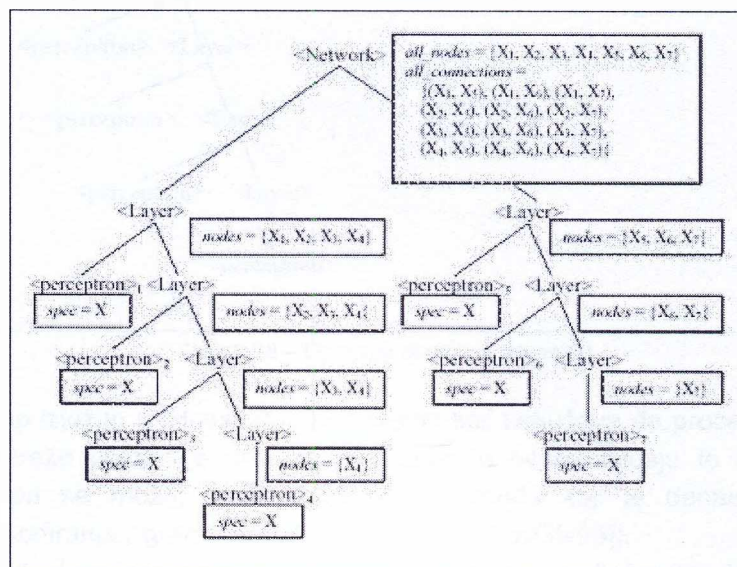 <Network>
all_nodes = {X₁, X₂, X₃, X₄, X₅, X₆, X₇}
all_connections =
{(X₁, X₅), (X₁, X₆), (X₁, X₇),
(X₂, X₅), (X₂, X₆), (X₂, X₇),
(X₃, X₅), (X₃, X₆), (X₃, X₇),
(X₄, X₅), (X₄, X₆), (X₄, X₇)}
<Layer>
nodes = {X₁, X₂, X₃, X₄}
<Layer>
nodes = {X₅, X₆, X₇}
<perceptron>₁
spec = X
<Layer>
nodes = {X₂, X₃, X₄}
<perceptron>₅
spec = X
<Layer>
nodes = {X₆, X₇}
<perceptron>₂
spec = X
<Layer>
nodes = {X₃, X₄}
<perceptron>₆
spec = X
<Layer>
nodes = {X₇}
<perceptron>₃
spec = X
<Layer>
nodes = {X₄}
<perceptron>₇
spec = X
<perceptron>₄
spec = X